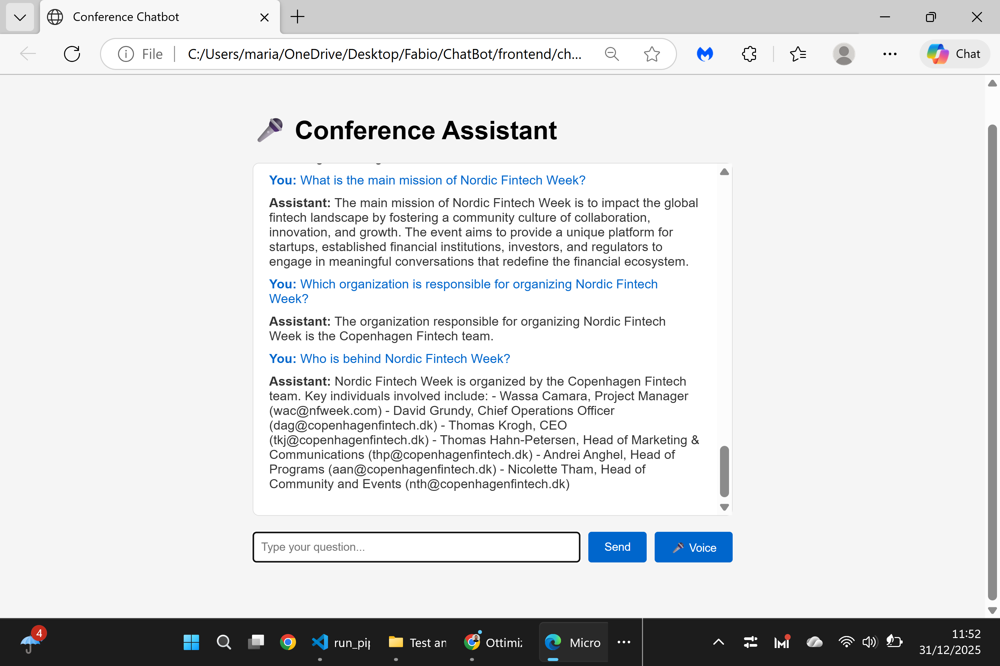 Conference Chatbot
File
C:/Users/maria/OneDrive/Desktop/Fabio/ChatBot/frontend/ch...
Chat
Conference Assistant
You: What is the main mission of Nordic Fintech Week?
Assistant: The main mission of Nordic Fintech Week is to impact the global
fintech landscape by fostering a community culture of collaboration,
innovation, and growth. The event aims to provide a unique platform for
startups, established financial institutions, investors, and regulators to
engage in meaningful conversations that redefine the financial ecosystem.
You: Which organization is responsible for organizing Nordic Fintech
Week?
Assistant: The organization responsible for organizing Nordic Fintech
Week is the Copenhagen Fintech team.
You: Who is behind Nordic Fintech Week?
Assistant: Nordic Fintech Week is organized by the Copenhagen Fintech
team. Key individuals involved include: - Wassa Camara, Project Manager
(wac@nfweek.com) - David Grundy, Chief Operations Officer
(dag@copenhagenfintech.dk) - Thomas Krogh, CEO
(tkj@copenhagenfintech.dk) - Thomas Hahn-Petersen, Head of Marketing &
Communications (thp@copenhagenfintech.dk) - Andrei Anghel, Head of
Programs (aan@copenhagenfintech.dk) - Nicolette Tham, Head of
Community and Events (nth@copenhagenfintech.dk)
Type your question...
Send
Voice
4
run_pip
Test an
Ottimiz
Micro
11:52
31/12/2025